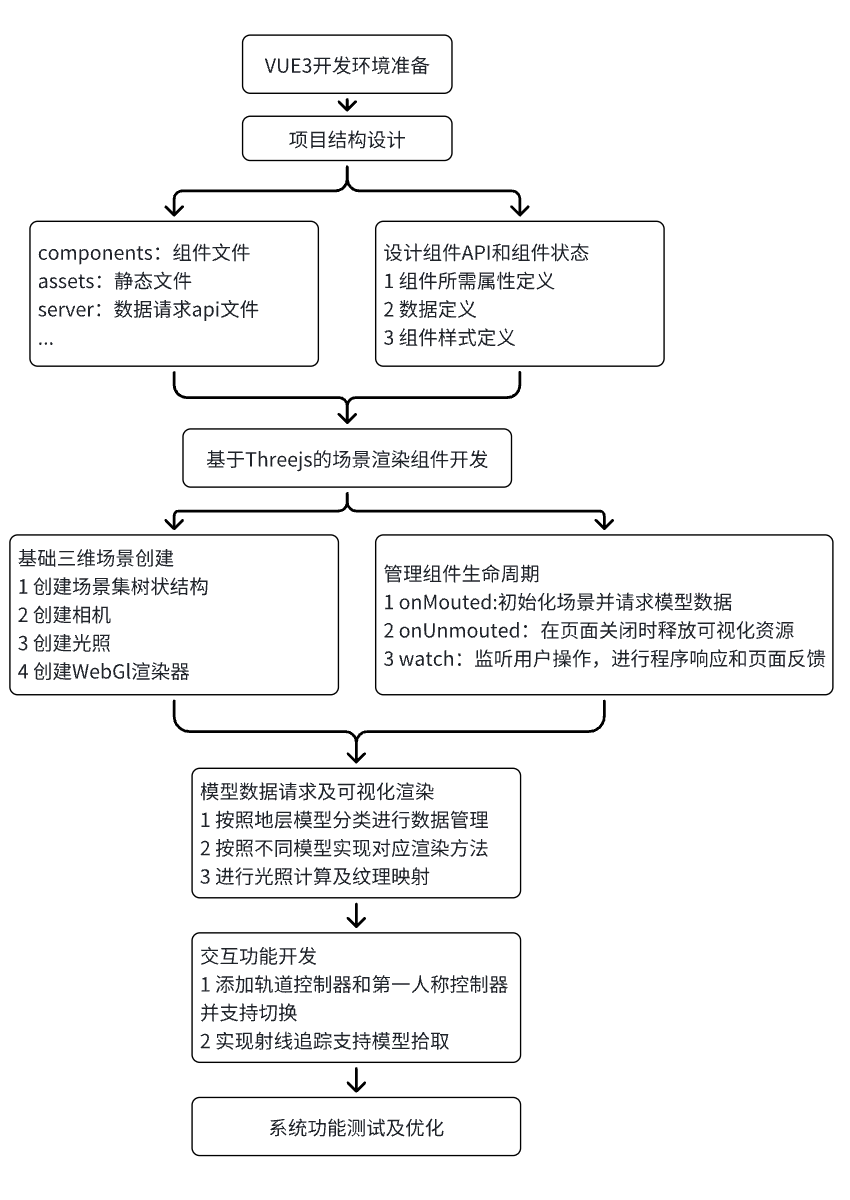 VUE3开发环境准备
项目结构设计
components：组件文件
assets：静态文件
server：数据请求api文件
...
设计组件API和组件状态
1 组件所需属性定义
2 数据定义
3 组件样式定义
基于Threejs的场景渲染组件开发
基础三维场景创建
1 创建场景集树状结构
2 创建相机
3 创建光照
4 创建WebGl渲染器
管理组件生命周期
1 onMouted:初始化场景并请求模型数据
2 onUnmouted：在页面关闭时释放可视化资源
3 watch：监听用户操作，进行程序响应和页面反馈
模型数据请求及可视化渲染
1 按照地层模型分类进行数据管理
2 按照不同模型实现对应渲染方法
3 进行光照计算及纹理映射
交互功能开发
1 添加轨道控制器和第一人称控制器
并支持切换
2 实现射线追踪支持模型拾取
系统功能测试及优化